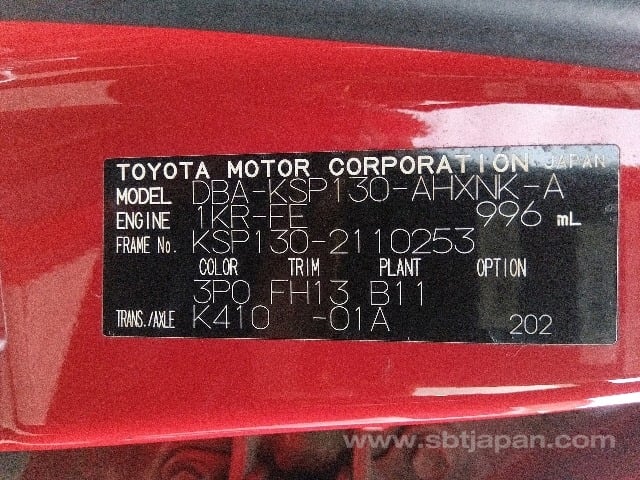 TOYOTA MOTOR CORPORATION JAPAN
MODEL DBA-KSP130-AHXNK-A
ENGINE 1KR-FE 996 mL
FRAME No. KSP130-2110253
COLOR TRIM PLANT OPTION
3P0 FH13 B11
TRANS./AXLE K410 -01A 202
www.sbtjapan.com